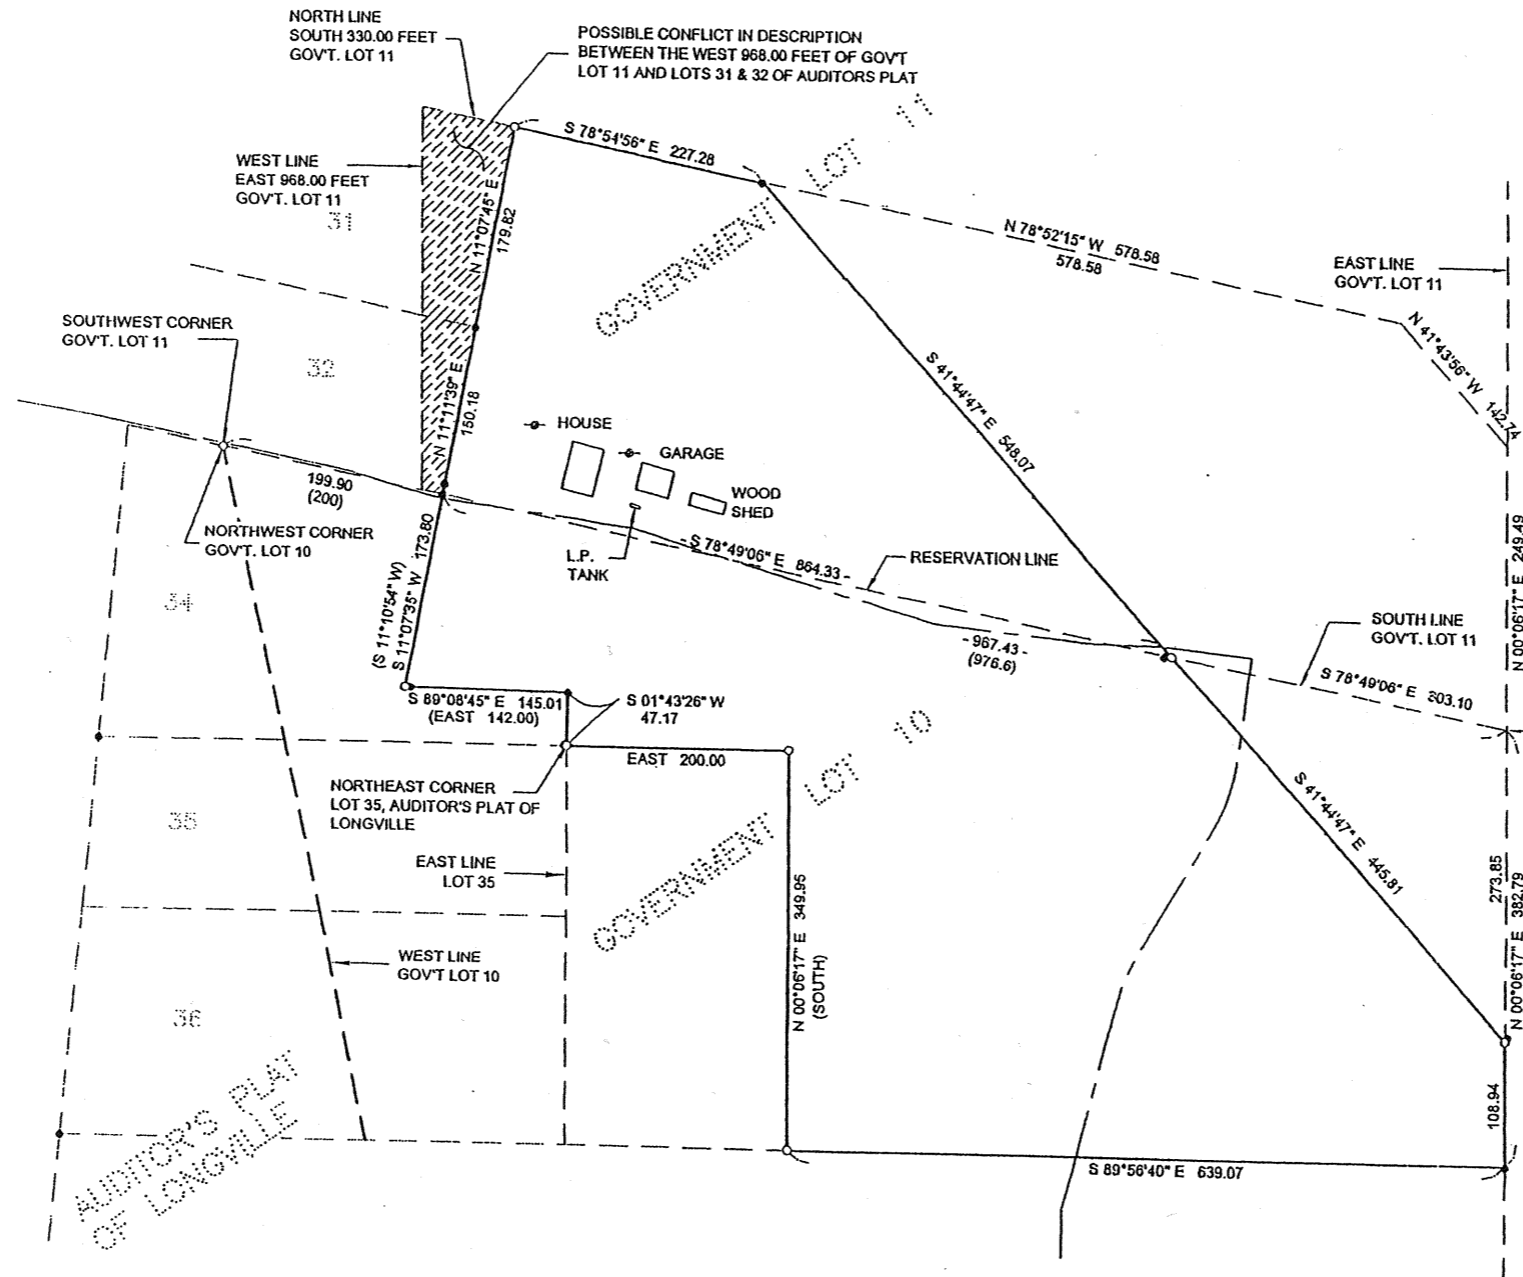 NORTH LINE
SOUTH 330.00 FEET
GOV'T. LOT 11
POSSIBLE CONFLICT IN DESCRIPTION
BETWEEN THE WEST 968.00 FEET OF GOV'T
LOT 11 AND LOTS 31 & 32 OF AUDITORS PLAT
WEST LINE
EAST 968.00 FEET
GOV'T. LOT 11
31
S 78°54'56" E 227.28
GOVERNMENT LOT 11
N 11°07'45" E
179.82
N 78°52'15" W 578.58
578.58
EAST LINE
GOV'T. LOT 11
N 41°43'56" W 142.74
SOUTHWEST CORNER
GOV'T. LOT 11
32
N 11°11'39" E
150.18
S 41°44'47" E 548.07
HOUSE
GARAGE
WOOD
SHED
L.P.
TANK
199.90
(200)
NORTHWEST CORNER
GOV'T. LOT 10
S 78°49'06" E 864.33
RESERVATION LINE
N 00°06'17" E 249.49
34
(S 11°10'54" W)
S 11°07'35" W 173.80
- 967.43 -
(976.6)
SOUTH LINE
GOV'T. LOT 11
S 78°49'06" E 303.10
S 89°08'45" E 145.01
(EAST 142.00)
S 01°43'26" W
47.17
EAST 200.00
GOVERNMENT LOT 10
NORTHEAST CORNER
LOT 35, AUDITOR'S PLAT OF
LONGVILLE
35
EAST LINE
LOT 35
S 41°44'47" E 445.81
273.85
N 00°06'17" E 382.79
WEST LINE
GOV'T LOT 10
N 00°06'17" E 349.95
(SOUTH)
36
AUDITOR'S PLAT
OF LONGVILLE
108.94
S 89°56'40" E 639.07